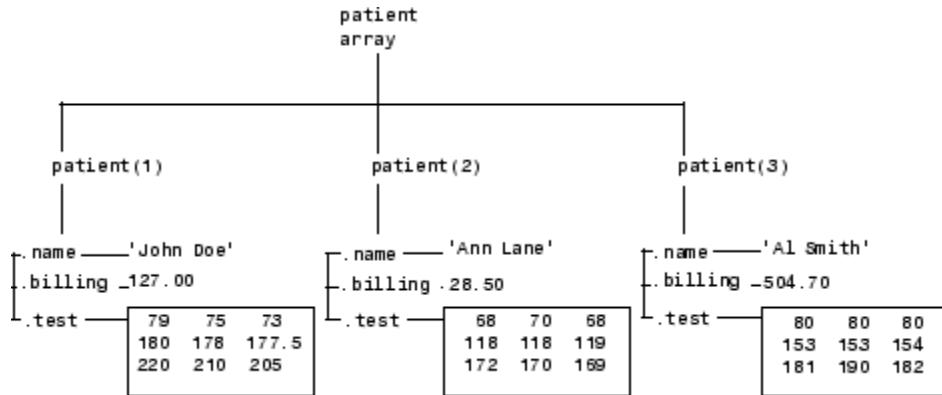 patient
array
patient(1)
patient(2)
patient(3)
.name 'John Doe'
.billing 127.00
.test
79 75 73
180 178 177.5
220 210 205
.name 'Ann Lane'
.billing 28.50
.test
68 70 68
118 118 119
172 170 169
.name 'Al Smith'
.billing 504.70
.test
80 80 80
153 153 154
181 190 182